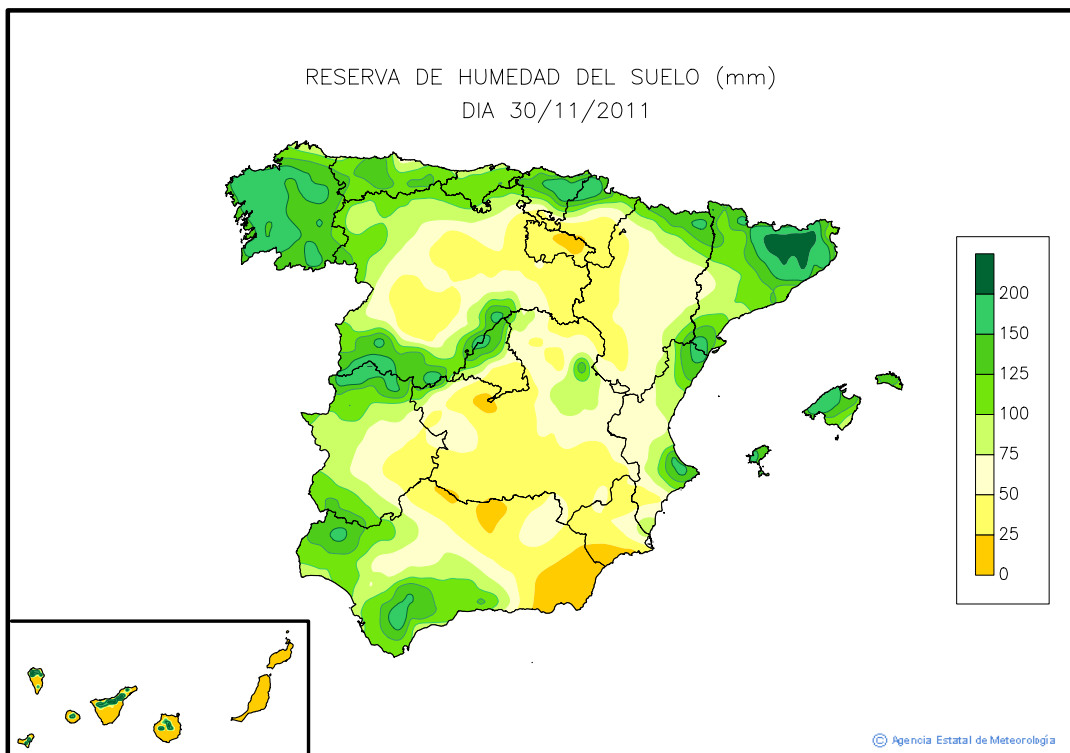 RESERVA DE HUMEDAD DEL SUELO (mm)
DIA 30/11/2011
200
150
125
100
75
50
25
0
© Agencia Estatal de Meteorología